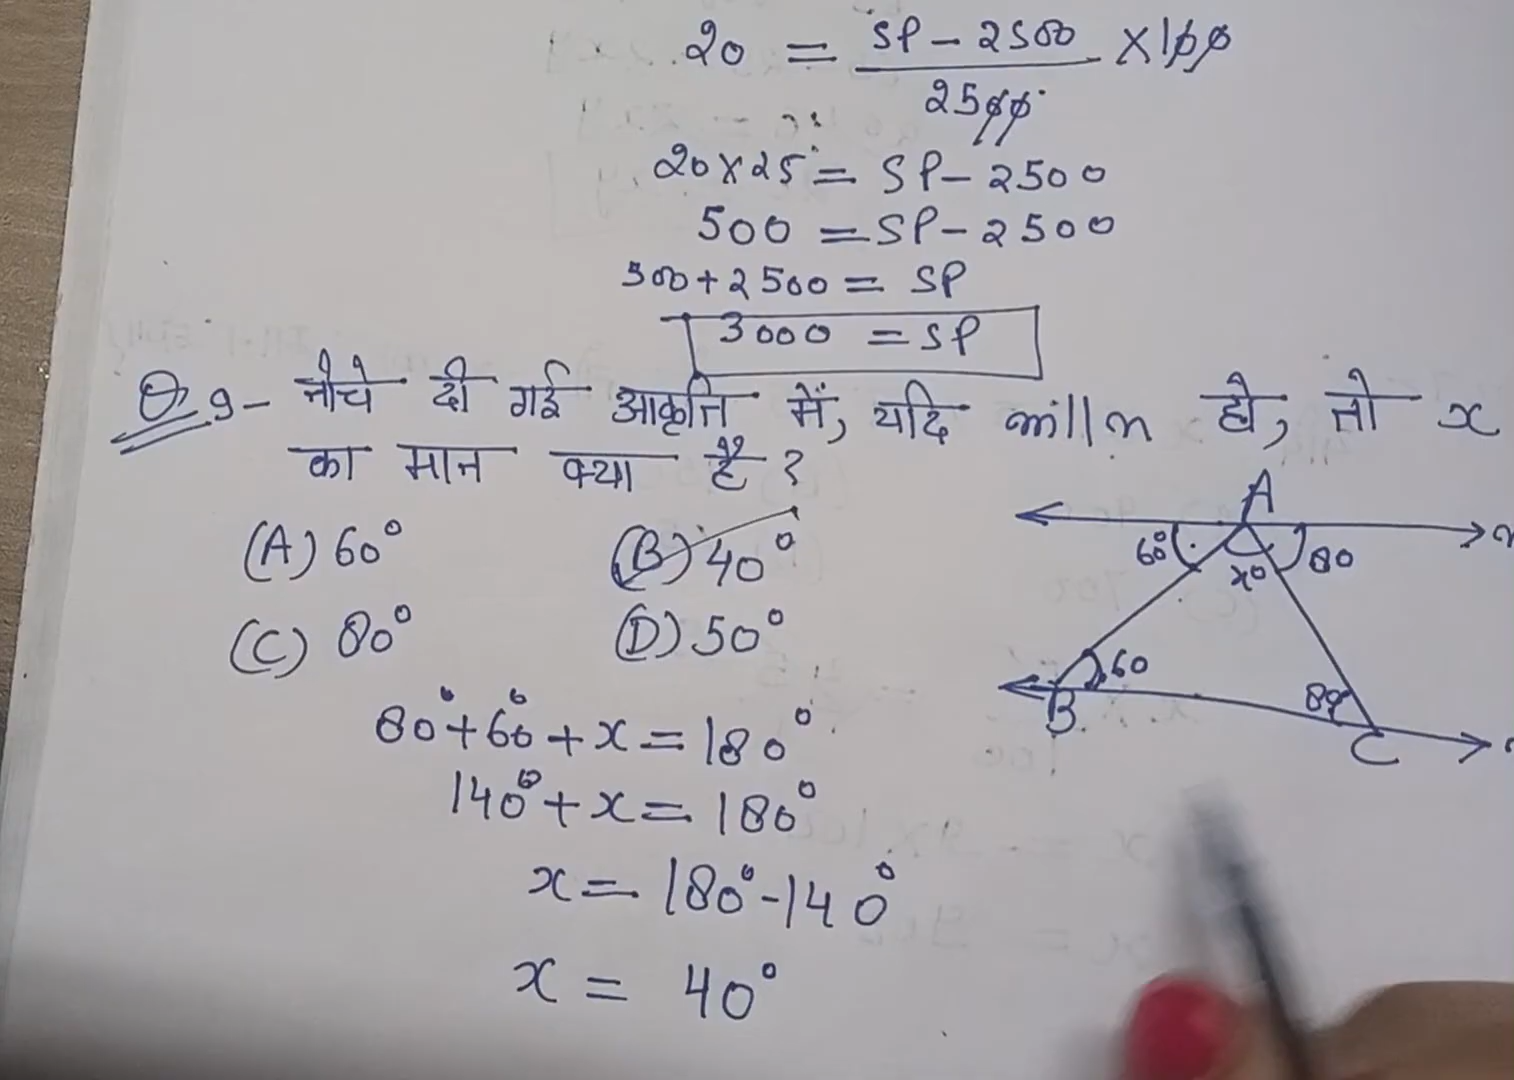 20 = SP - 2500 / 2500 × 100
20×25 = SP - 2500
500 = SP - 2500
500 + 2500 = SP
3000 = SP
Q.9- नीचे दी गई आकृति में, यदि m॥n हो, तो x
का मान क्या है?
(A) 60° (B) 40°
(C) 80° (D) 50°
80° + 60° + x = 180°
140° + x = 180°
x = 180° - 140°
x = 40°
A
60° x° 80
60 80
B C